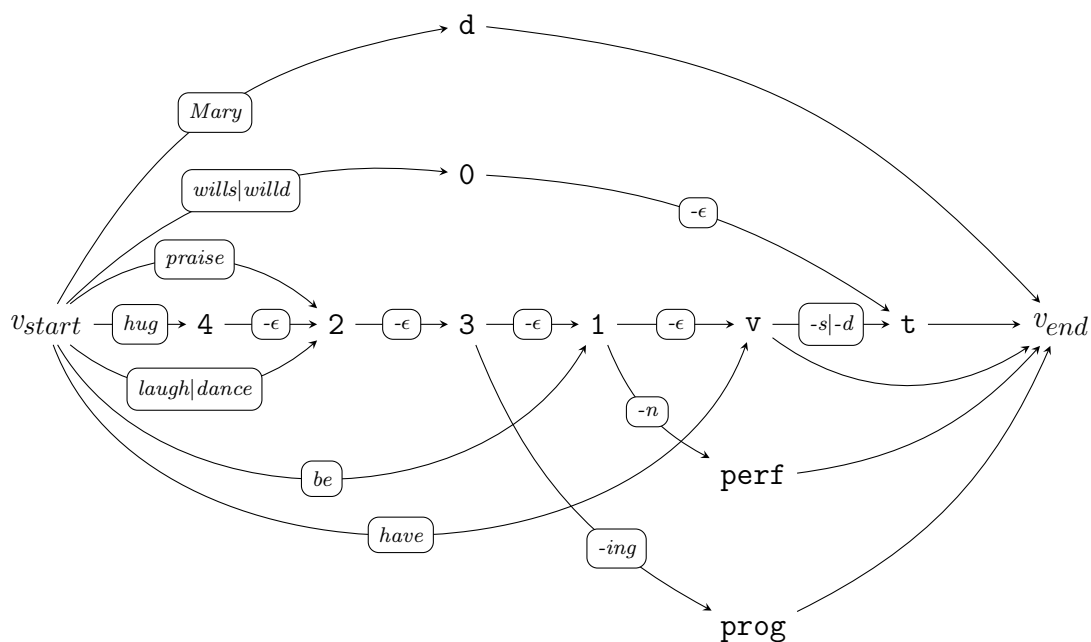 d
Mary
0
wills|willd
-ϵ
praise
v_start hug 4 -ϵ 2 -ϵ 3 -ϵ 1 -ϵ v -s|-d t v_end
laugh|dance
-n
be
perf
have
-ing
prog